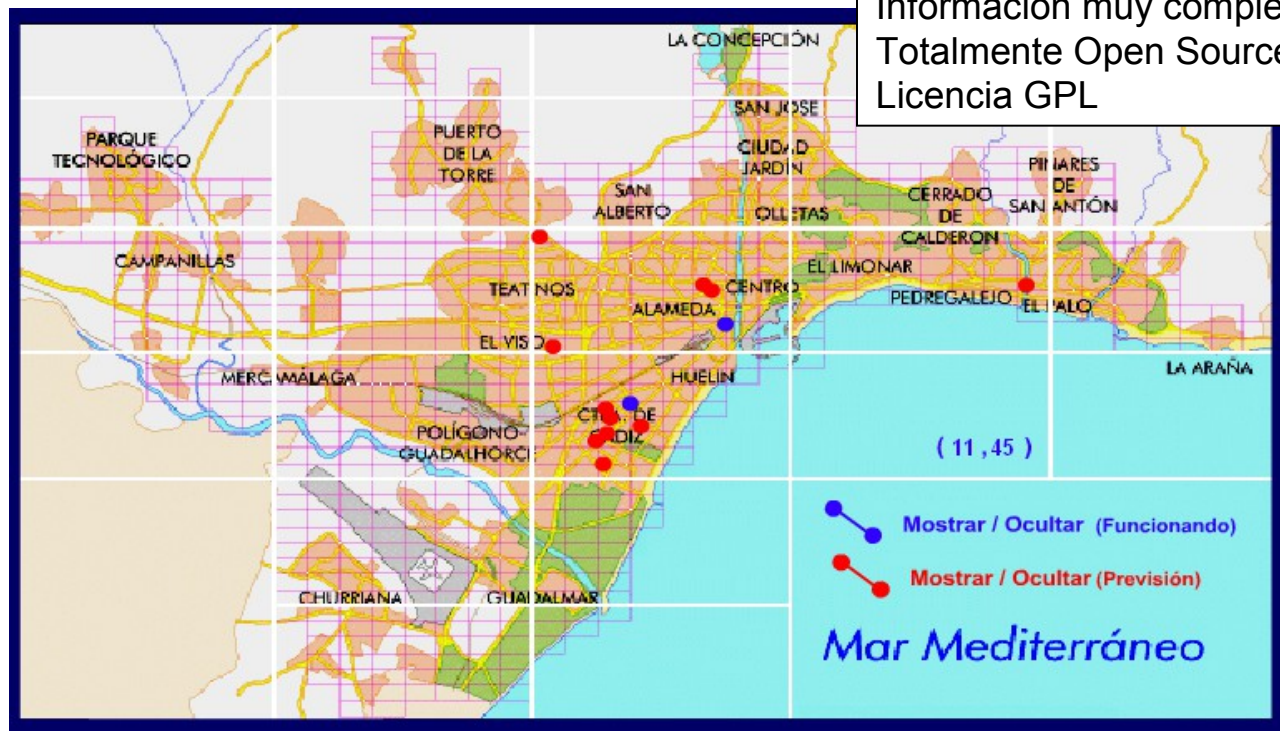 Información muy
Totalmente Open Source
Licencia GPL
LA CONCEPCIÓN
SAN JOSE
PARQUE
TECNOLÓGICO
PUERTO
DE LA
TORRE
CIUDAD
JARDÍN
SAN
ALBERTO
OLLETAS
CERRADO
DE
CALDERON
PINARES
DE
SAN ANTÓN
CAMPANILLAS
EL LIMONAR
TEATINOS
CENTRO
ALAMEDA
PEDREGALEJO
EL PALO
EL VISO
MERCAMÁLAGA
HUELIN
LA ARAÑA
CTRA. DE
CÁDIZ
POLÍGONO-
GUADALHORCE
( 11 ,45 )
Mostrar / Ocultar (Funcionando)
Mostrar / Ocultar (Previsión)
CHURRIANA
GUADALMAR
Mar Mediterráneo